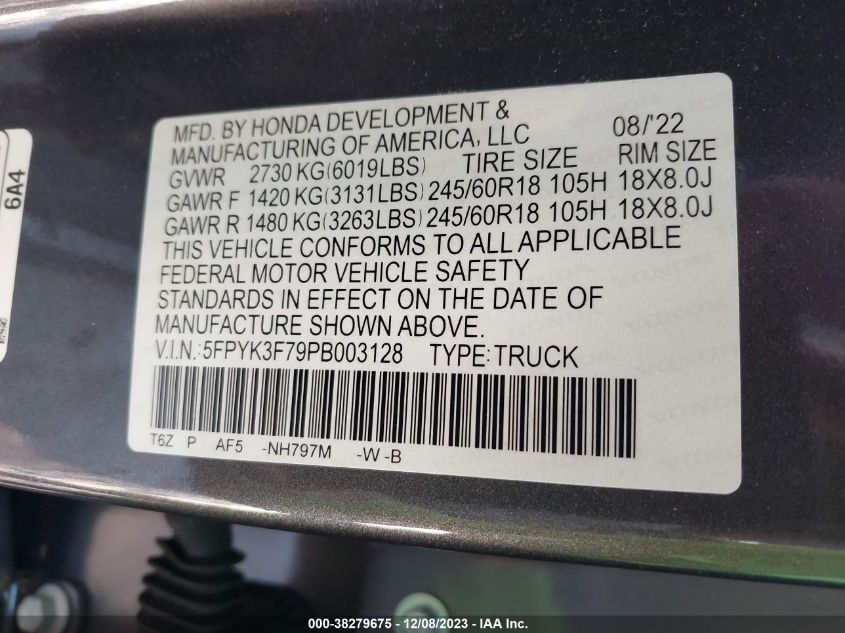 MFD. BY HONDA DEVELOPMENT &
MANUFACTURING OF AMERICA, LLC 08/'22
GVWR 2730 KG(6019LBS) TIRE SIZE RIM SIZE
GAWR F 1420 KG(3131LBS) 245/60R18 105H 18X8.0J
GAWR R 1480 KG(3263LBS) 245/60R18 105H 18X8.0J
THIS VEHICLE CONFORMS TO ALL APPLICABLE
FEDERAL MOTOR VEHICLE SAFETY
STANDARDS IN EFFECT ON THE DATE OF
MANUFACTURE SHOWN ABOVE.
V.I.N.:5FPYK3F79PB003128 TYPE:TRUCK
T6Z P AF5 -NH797M -W -B
6A4
000-38279675 - 12/08/2023 - IAA Inc.